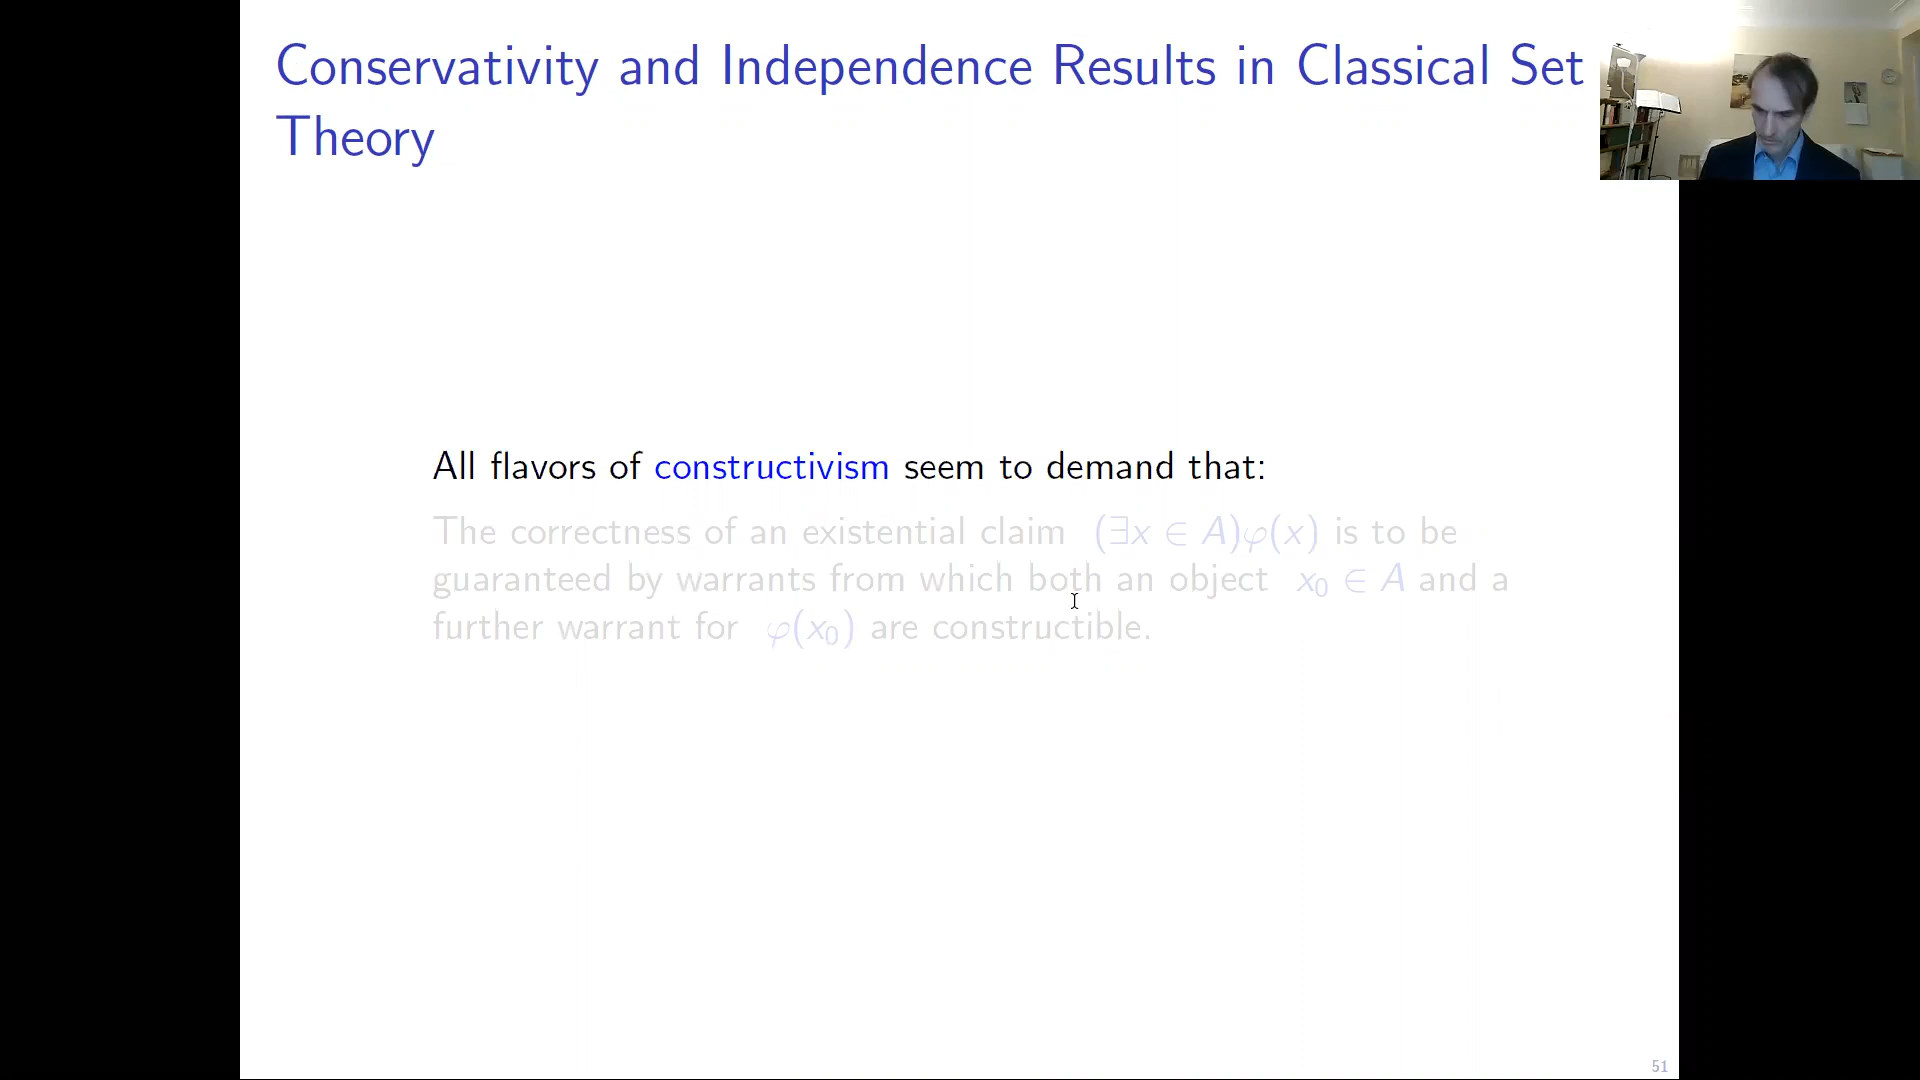 Conservativity and Independence Results in Classical Set
Theory
All flavors of constructivism seem to demand that:
The correctness of an existential claim (∃x ∈ A)φ(x) is to be
guaranteed by warrants from which both an object x₀ ∈ A and a
further warrant for φ(x₀) are constructible.
51